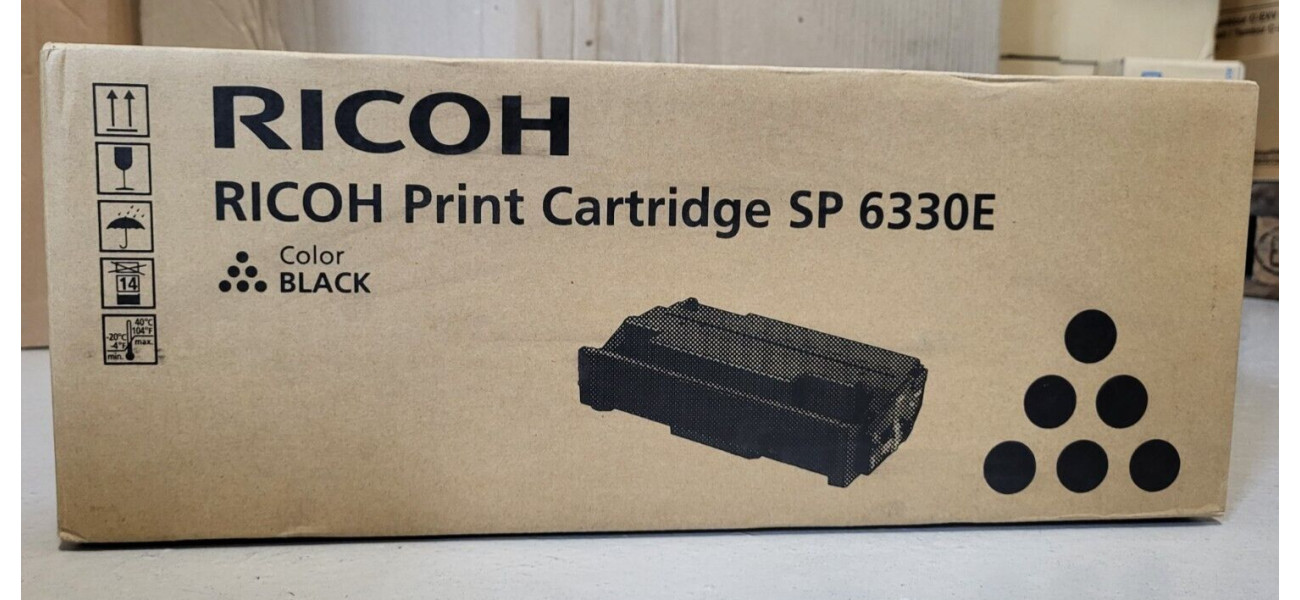 RICOH
RICOH Print Cartridge SP 6330E
Color
BLACK
14
40°C
104°F
max.
-20°C
-4°F
min.